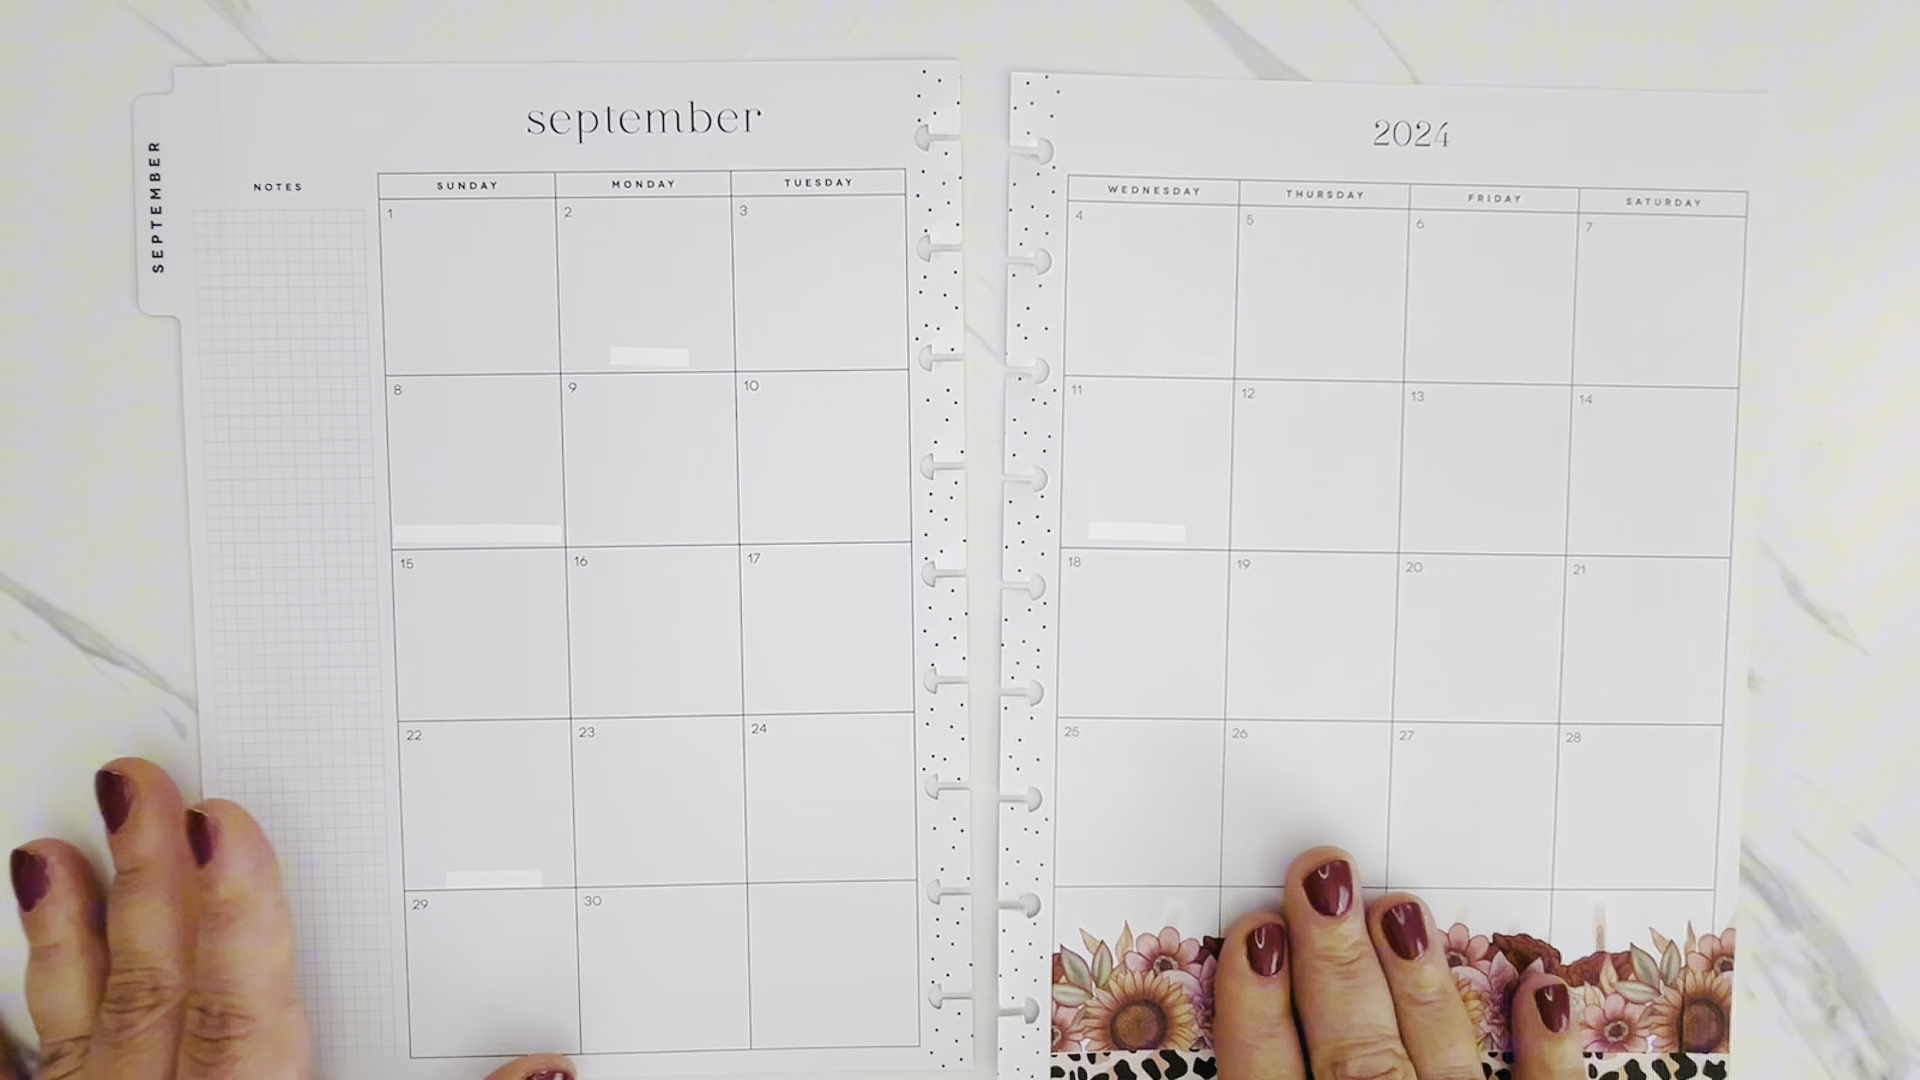 september
2024
SEPTEMBER
NOTES
SUNDAY MONDAY TUESDAY WEDNESDAY THURSDAY FRIDAY SATURDAY
1 2 3 4 5 6 7
8 9 10 11 12 13 14
15 16 17 18 19 20 21
22 23 24 25 26 27 28
29 30